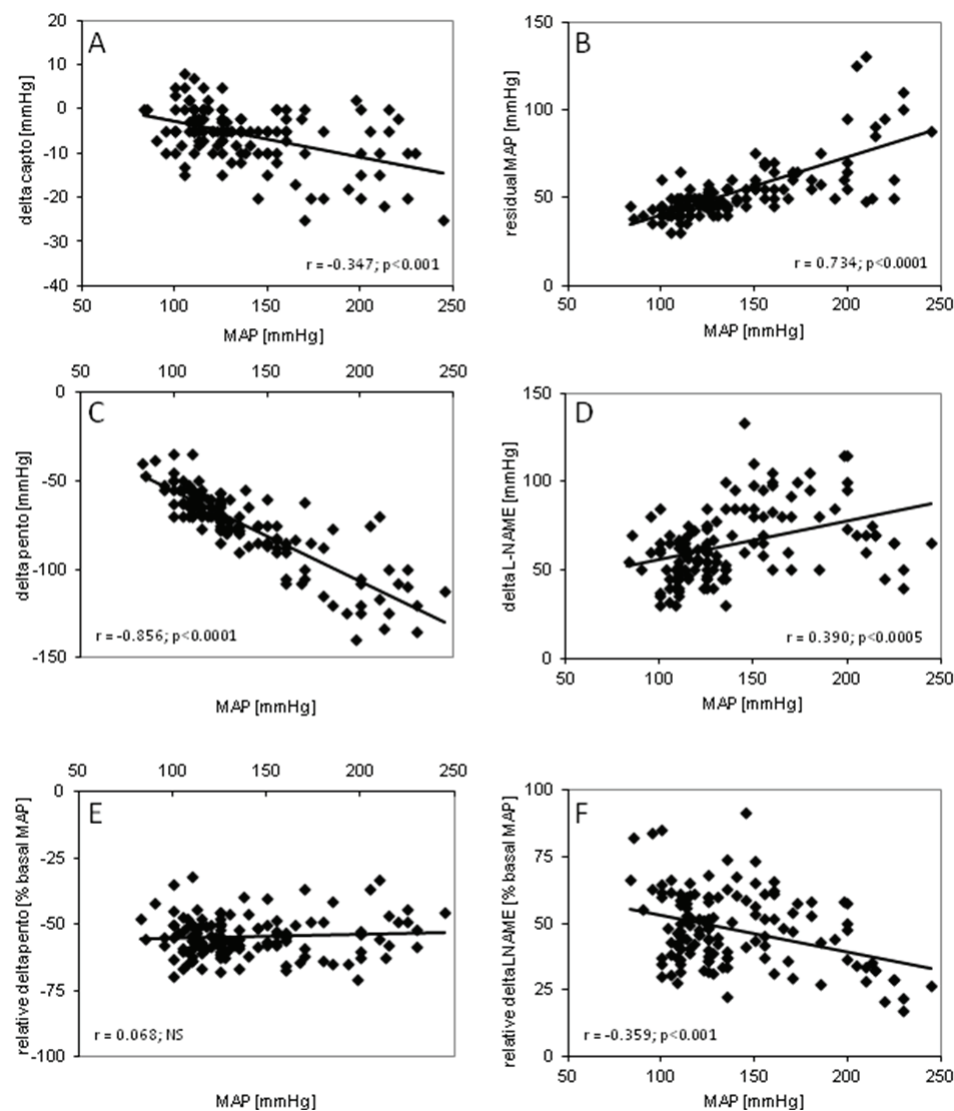 A
20
10
0
-10
-20
-30
-40
50 100 150 200 250
delta capto [mmHg]
MAP [mmHg]
r = -0.347; p<0.001
B
150
100
50
0
50 100 150 200 250
residual MAP [mmHg]
MAP [mmHg]
r = 0.734; p<0.0001
C
50 100 150 200 250
0
-50
-100
-150
delta pento [mmHg]
MAP [mmHg]
r = -0.856; p<0.0001
D
150
100
50
0
50 100 150 200 250
delta L-NAME [mmHg]
MAP [mmHg]
r = 0.390; p<0.0005
E
50 100 150 200 250
0
-25
-50
-75
-100
relative delta pento [% basal MAP]
MAP [mmHg]
r = 0.068; NS
F
100
75
50
25
0
50 100 150 200 250
relative delta LNAME [% basal MAP]
MAP [mmHg]
r = -0.359; p<0.001